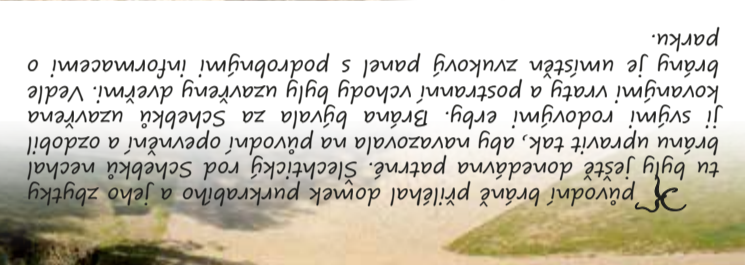 K původní bráně přiléhal domek purkrabího a jeho zbytky
tu byly ještě donedávna patrné. Šlechtický rod Schebků nechal
bránu upravit tak, aby navazovala na původní opevnění a ozdobil
ji svými rodovými erby. Brána bývala za Schebků uzavřena
kovanými vraty a postranní vchody byly uzavřeny dveřmi. Vedle
brány je umístěn zvukový panel s podrobnými informacemi o
parku.